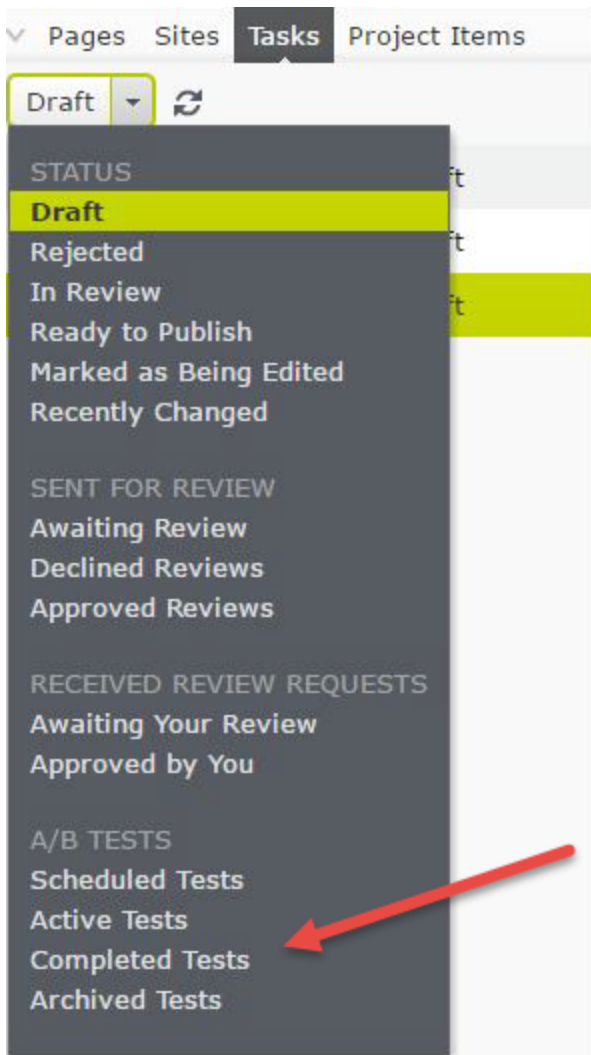 Pages Sites Tasks Project Items
Draft
STATUS
Draft
Rejected
In Review
Ready to Publish
Marked as Being Edited
Recently Changed
SENT FOR REVIEW
Awaiting Review
Declined Reviews
Approved Reviews
RECEIVED REVIEW REQUESTS
Awaiting Your Review
Approved by You
A/B TESTS
Scheduled Tests
Active Tests
Completed Tests
Archived Tests